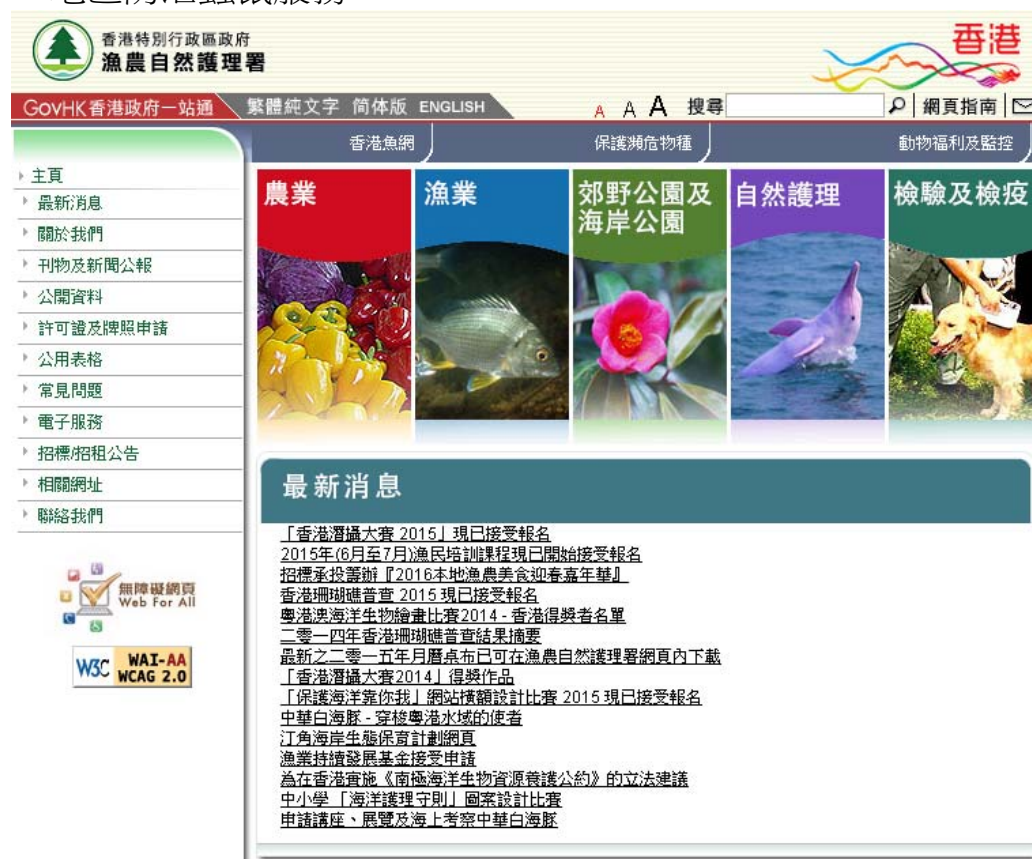 香港特別行政區政府
漁農自然護理署
香港
GovHK香港政府一站通
繁體純文字 简体版 ENGLISH
A A A 搜尋
網頁指南
香港魚網
保護瀕危物種
動物福利及監控
主頁
最新消息
關於我們
刊物及新聞公報
公開資料
許可證及牌照申請
公用表格
常見問題
電子服務
招標/招租公告
相關網址
聯絡我們
無障礙網頁
Web For All
W3C WAI-AA
WCAG 2.0
農業
漁業
郊野公園及
海岸公園
自然護理
檢驗及檢疫
最新消息
「香港潛攝大賽 2015」現已接受報名
2015年(6月至7月)漁民培訓課程現已開始接受報名
招標承投籌辦『2016本地漁農美食迎春嘉年華』
香港珊瑚礁普查 2015 現已接受報名
粵港澳海洋生物繪畫比賽2014 - 香港得獎者名單
二零一四年香港珊瑚礁普查結果摘要
最新之二零一五年月曆桌布已可在漁農自然護理署網頁內下載
「香港潛攝大賽2014」得獎作品
「保護海洋靠你我」網站橫額設計比賽 2015 現已接受報名
中華白海豚 - 穿梭粵港水域的使者
汀角海岸生態保育計劃網頁
漁業持續發展基金接受申請
為在香港實施《南極海洋生物資源養護公約》的立法建議
中小學「海洋護理守則」圖案設計比賽
申請講座、展覽及海上考察中華白海豚